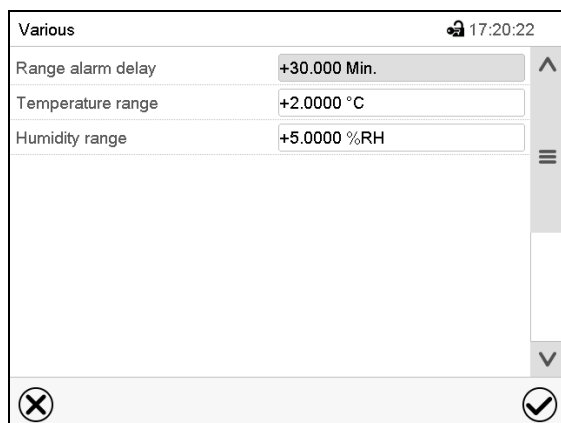 Various 17:20:22
Range alarm delay +30.000 Min.
Temperature range +2.0000 °C
Humidity range +5.0000 %RH